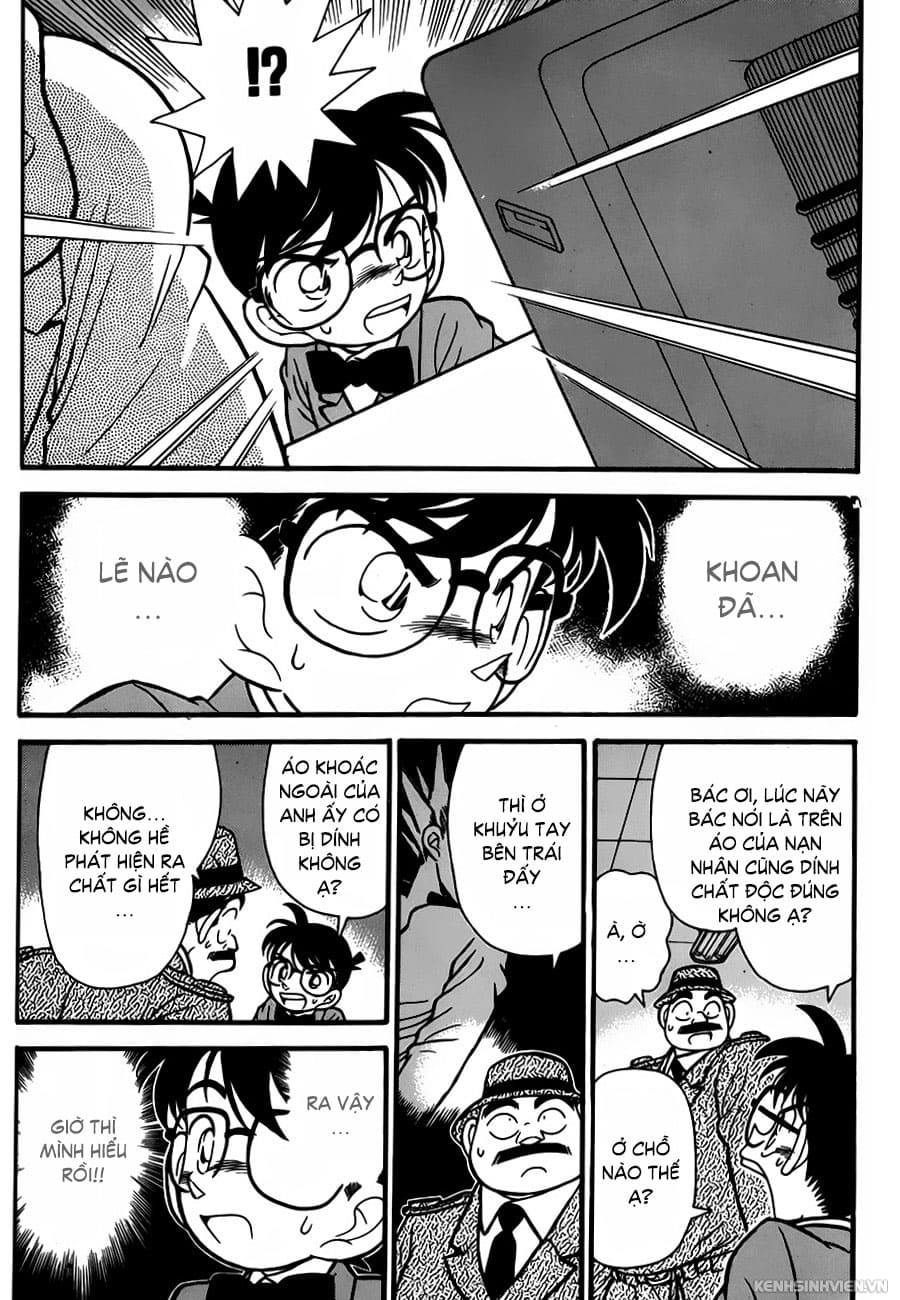 !?
KHOAN
ĐÃ...
LẼ NÀO
...
BÁC ƠI, LÚC NÃY
BÁC NÓI LÀ TRÊN
ÁO CỦA NẠN
NHÂN CŨNG DÍNH
CHẤT ĐỘC ĐÚNG
KHÔNG Ạ?
À, Ờ
...
Ở CHỖ
NÀO THẾ
Ạ?
THÌ Ở
KHUỶU TAY
BÊN TRÁI
ĐẤY
...
ÁO KHOÁC
NGOÀI CỦA
ANH ẤY CÓ
BỊ DÍNH
KHÔNG
Ạ?
KHÔNG...
KHÔNG HỀ
PHÁT HIỆN RA
CHẤT GÌ HẾT
...
RA VẬY
...
GIỜ THÌ
MÌNH HIỂU
RỒI!!
KENHSINHVIEN.VN